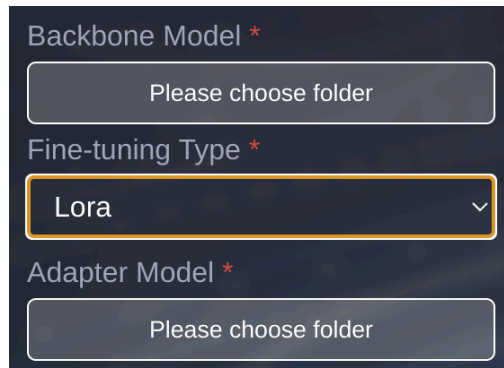 Backbone Model *
Please choose folder
Fine-tuning Type *
Lora
Adapter Model *
Please choose folder